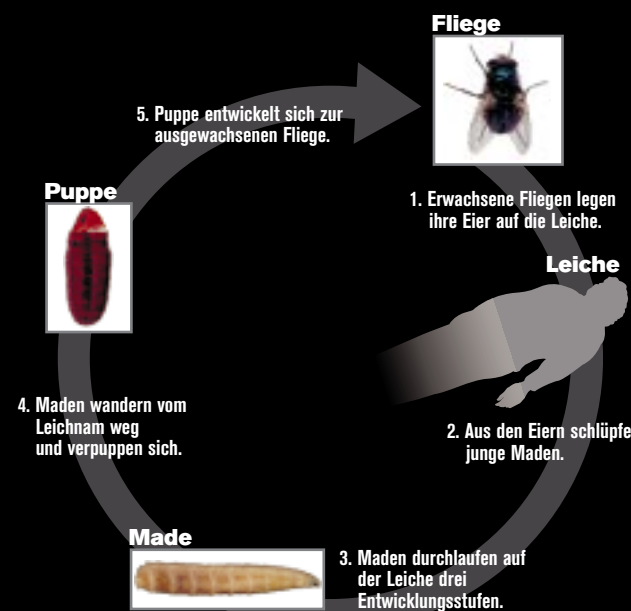 Fliege
5. Puppe entwickelt sich zur
ausgewachsenen Fliege.
Puppe
1. Erwachsene Fliegen legen
ihre Eier auf die Leiche.
Leiche
4. Maden wandern vom
Leichnam weg
und verpuppen sich.
2. Aus den Eiern schlüpfe
junge Maden.
Made
3. Maden durchlaufen auf
der Leiche drei
Entwicklungsstufen.